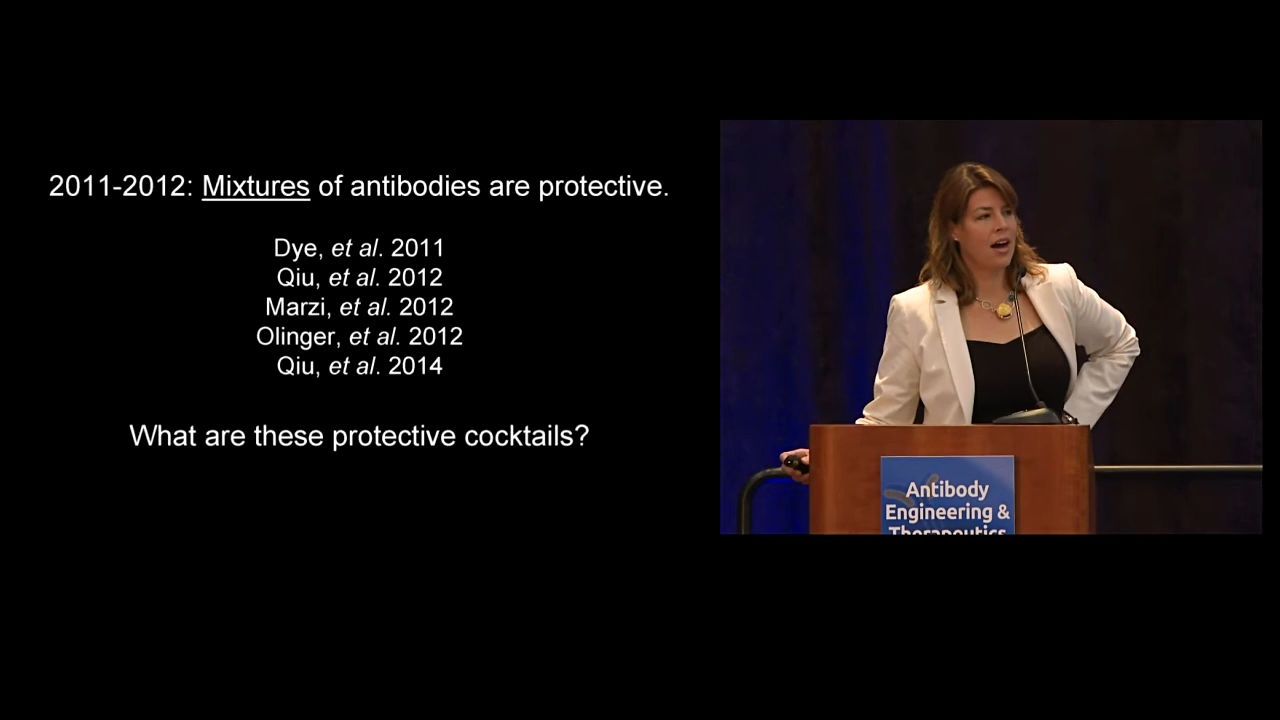 2011-2012: Mixtures of antibodies are protective.
Dye, et al. 2011
Qiu, et al. 2012
Marzi, et al. 2012
Olinger, et al. 2012
Qiu, et al. 2014
What are these protective cocktails?
Antibody
Engineering &
Therapeutics